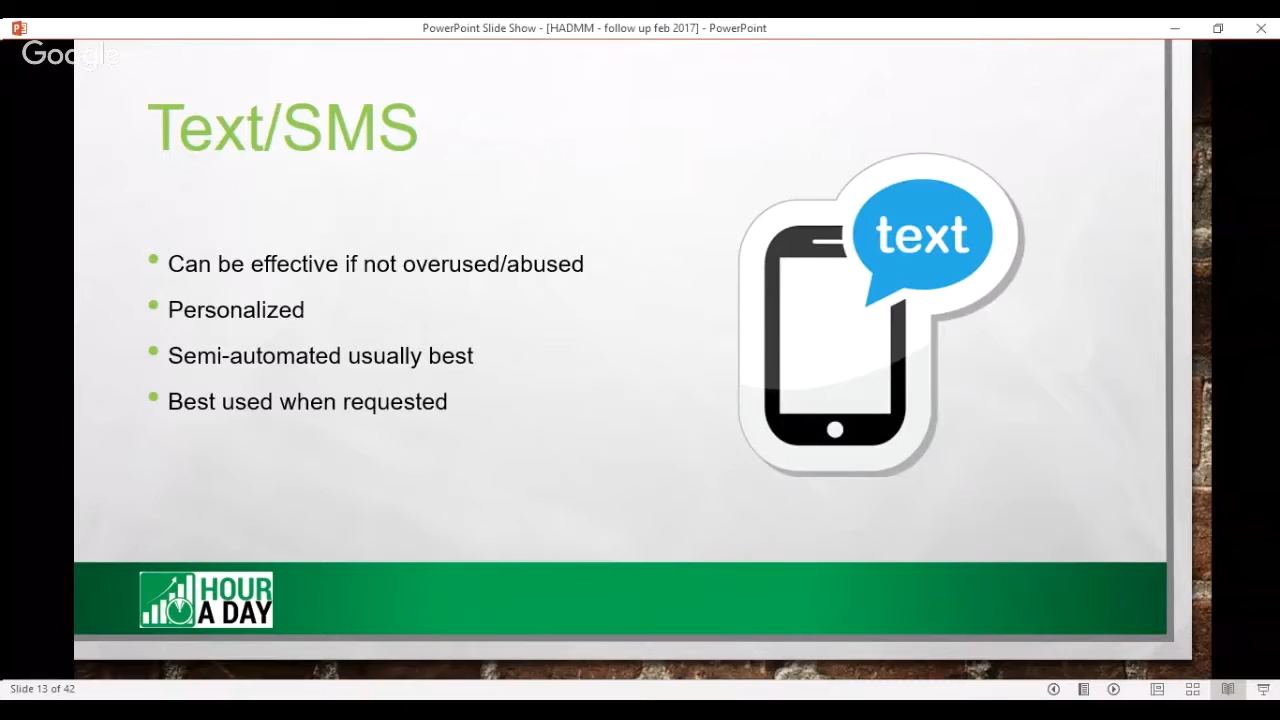 PowerPoint Slide Show - [HADMM - follow up feb 2017] - PowerPoint
Google
Text/SMS
text
Can be effective if not overused/abused
Personalized
Semi-automated usually best
Best used when requested
HOUR
A DAY
Slide 13 of 42